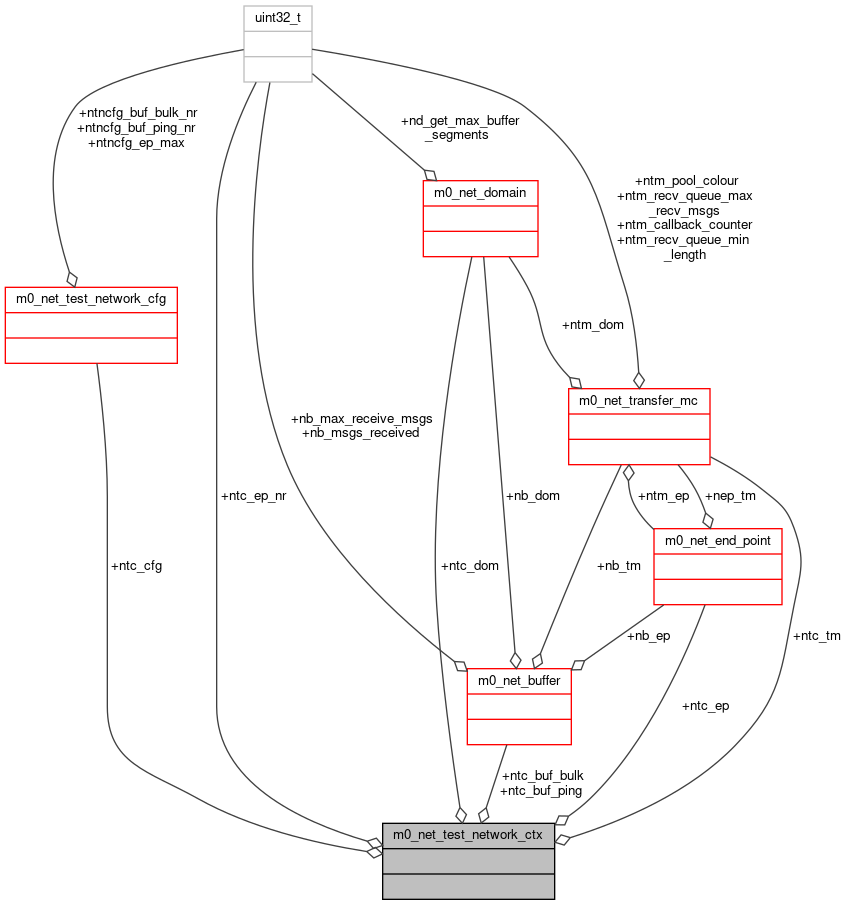 uint32_t
+ntncfg_buf_bulk_nr
+ntncfg_buf_ping_nr
+ntncfg_ep_max
+nd_get_max_buffer
_segments
m0_net_domain
+ntm_pool_colour
+ntm_recv_queue_max
_recv_msgs
+ntm_callback_counter
+ntm_recv_queue_min
_length
m0_net_test_network_cfg
+ntm_dom
m0_net_transfer_mc
+nb_max_receive_msgs
+nb_msgs_received
+ntc_ep_nr
+nb_dom
+ntm_ep
+nep_tm
m0_net_end_point
+ntc_cfg
+ntc_dom
+nb_tm
+nb_ep
+ntc_tm
m0_net_buffer
+ntc_ep
+ntc_buf_bulk
+ntc_buf_ping
m0_net_test_network_ctx